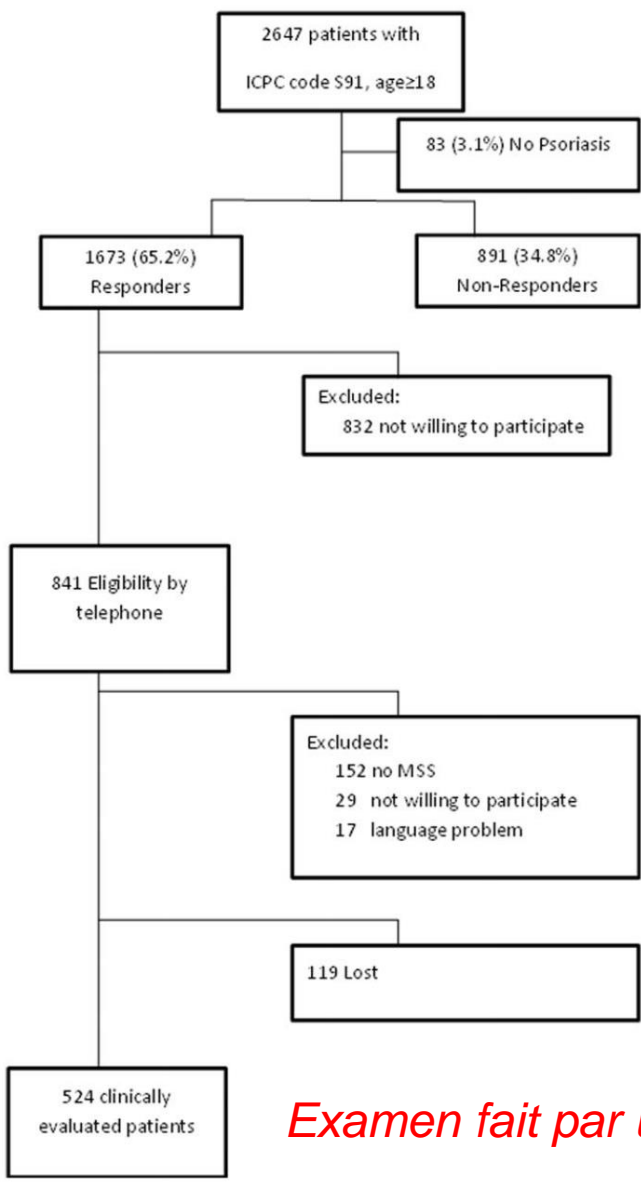 2647 patients with
ICPC code S91, age≥18
83 (3.1%) No Psoriasis
1673 (65.2%)
Responders
891 (34.8%)
Non-Responders
Excluded:
832 not willing to participate
841 Eligibility by
telephone
Excluded:
152 no MSS
29 not willing to participate
17 language problem
119 Lost
524 clinically
evaluated patients
Examen fait par